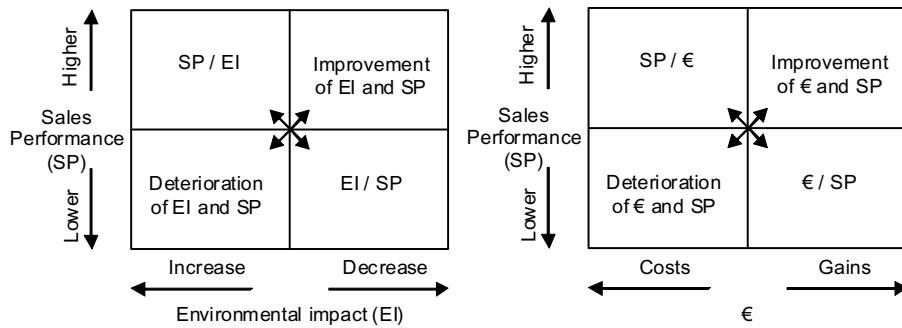 Higher
Sales
Performance
(SP)
Lower
SP / EI
Improvement
of EI and SP
Deterioration
of EI and SP
EI / SP
Increase
Decrease
Environmental impact (EI)
Higher
Sales
Performance
(SP)
Lower
SP / €
Improvement
of € and SP
Deterioration
of € and SP
€ / SP
Costs
Gains
€